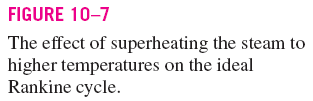 FIGURE 10–7
The effect of superheating the steam to
higher temperatures on the ideal
Rankine cycle.